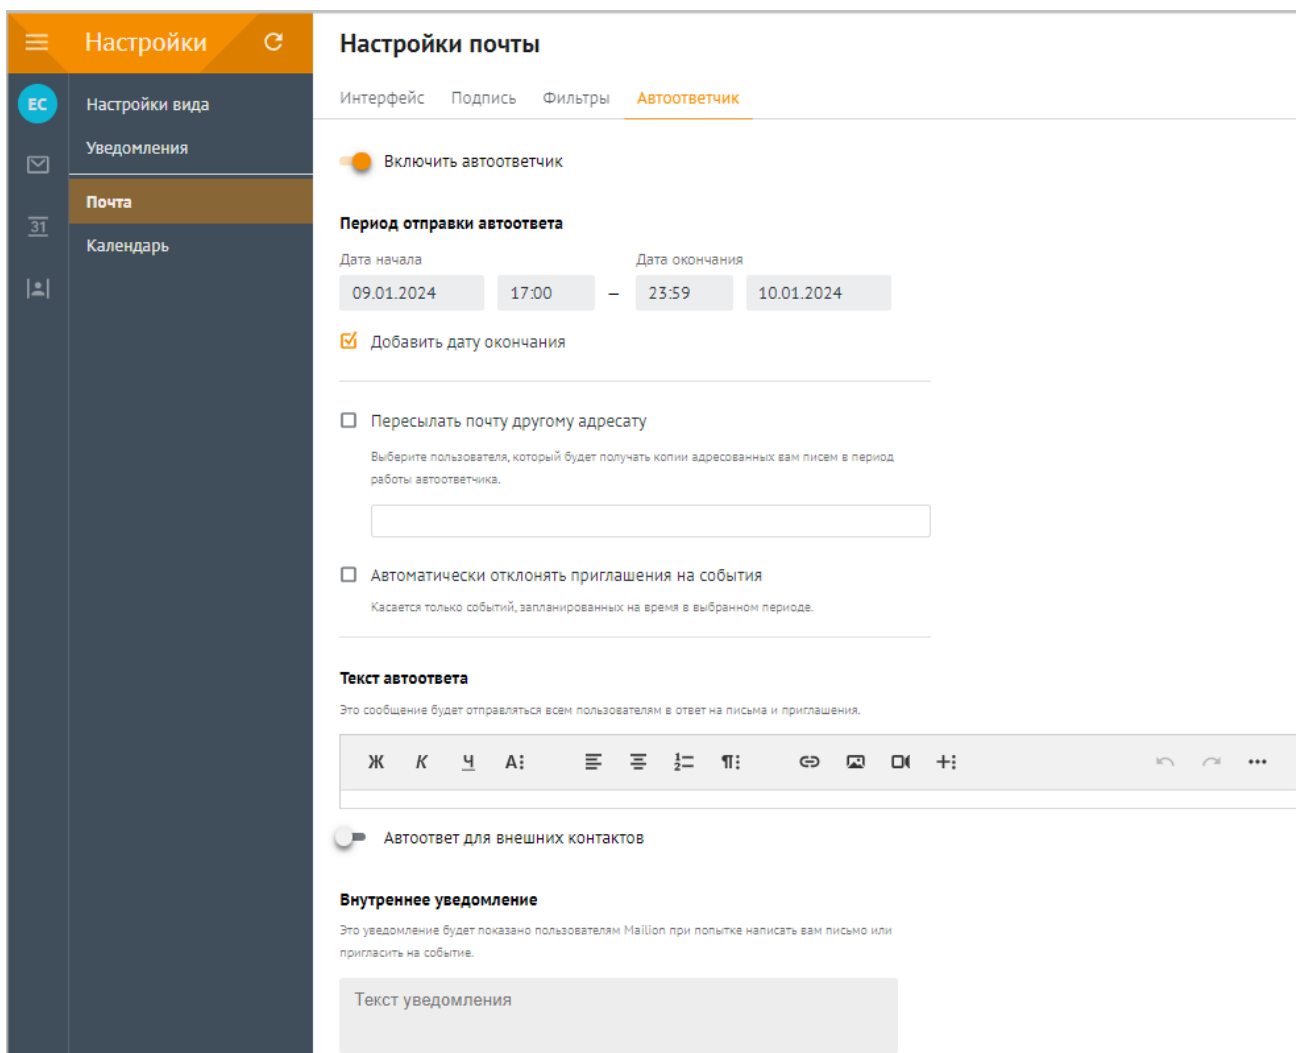 Настройки
Настройки почты
ЕС
Настройки вида
Уведомления
Почта
31
Календарь
Интерфейс Подпись Фильтры Автоответчик
Включить автоответчик
Период отправки автоответа
Дата начала Дата окончания
09.01.2024 17:00 – 23:59 10.01.2024
Добавить дату окончания
Пересылать почту другому адресату
Выберите пользователя, который будет получать копии адресованных вам писем в период
работы автоответчика.
Автоматически отклонять приглашения на события
Касается только событий, запланированных на время в выбранном периоде.
Текст автоответа
Это сообщение будет отправляться всем пользователям в ответ на письма и приглашения.
Ж К Ч А
Автоответ для внешних контактов
Внутреннее уведомление
Это уведомление будет показано пользователям Mailion при попытке написать вам письмо или
пригласить на событие.
Текст уведомления